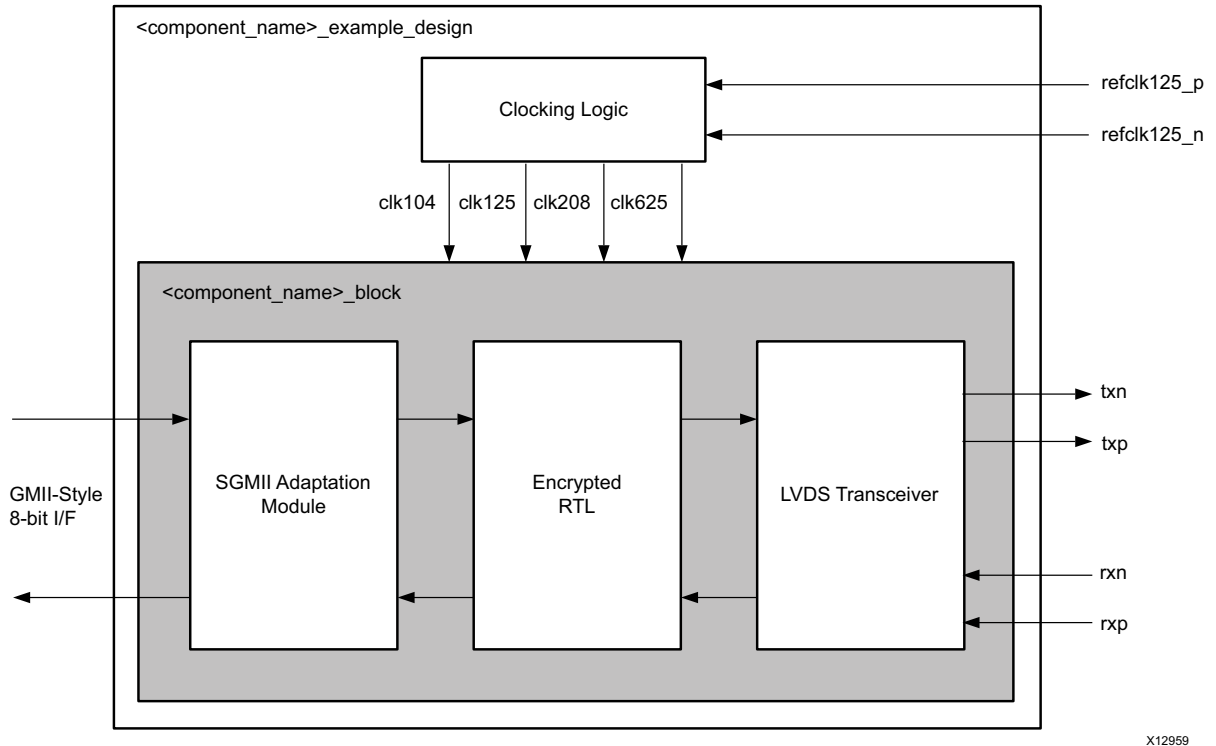 <component_name>_example_design
Clocking Logic
refclk125_p
refclk125_n
clk104
clk125
clk208
clk625
<component_name>_block
GMII-Style
8-bit I/F
SGMII Adaptation
Module
Encrypted
RTL
LVDS Transceiver
txn
txp
rxn
rxp
X12959